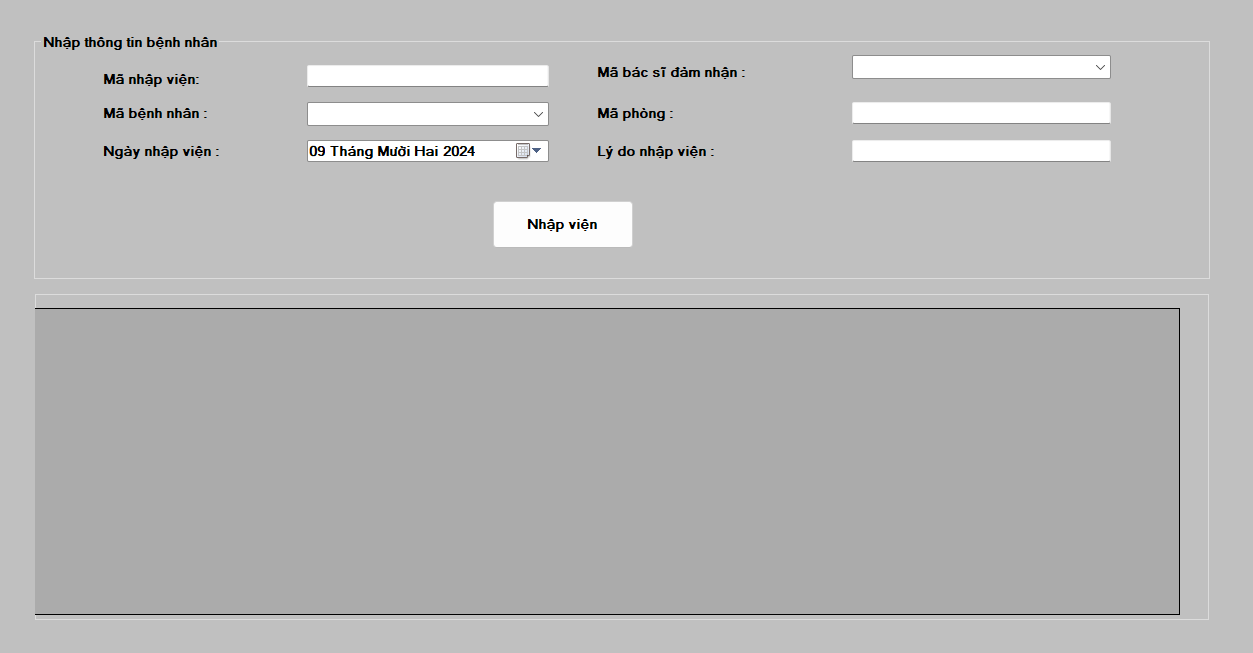 Nhập thông tin bệnh nhân
Mã nhập viện:
Mã bác sĩ đảm nhận :
Mã bệnh nhân :
Mã phòng :
Ngày nhập viện :
09 Tháng Mười Hai 2024
Lý do nhập viện :
Nhập viện